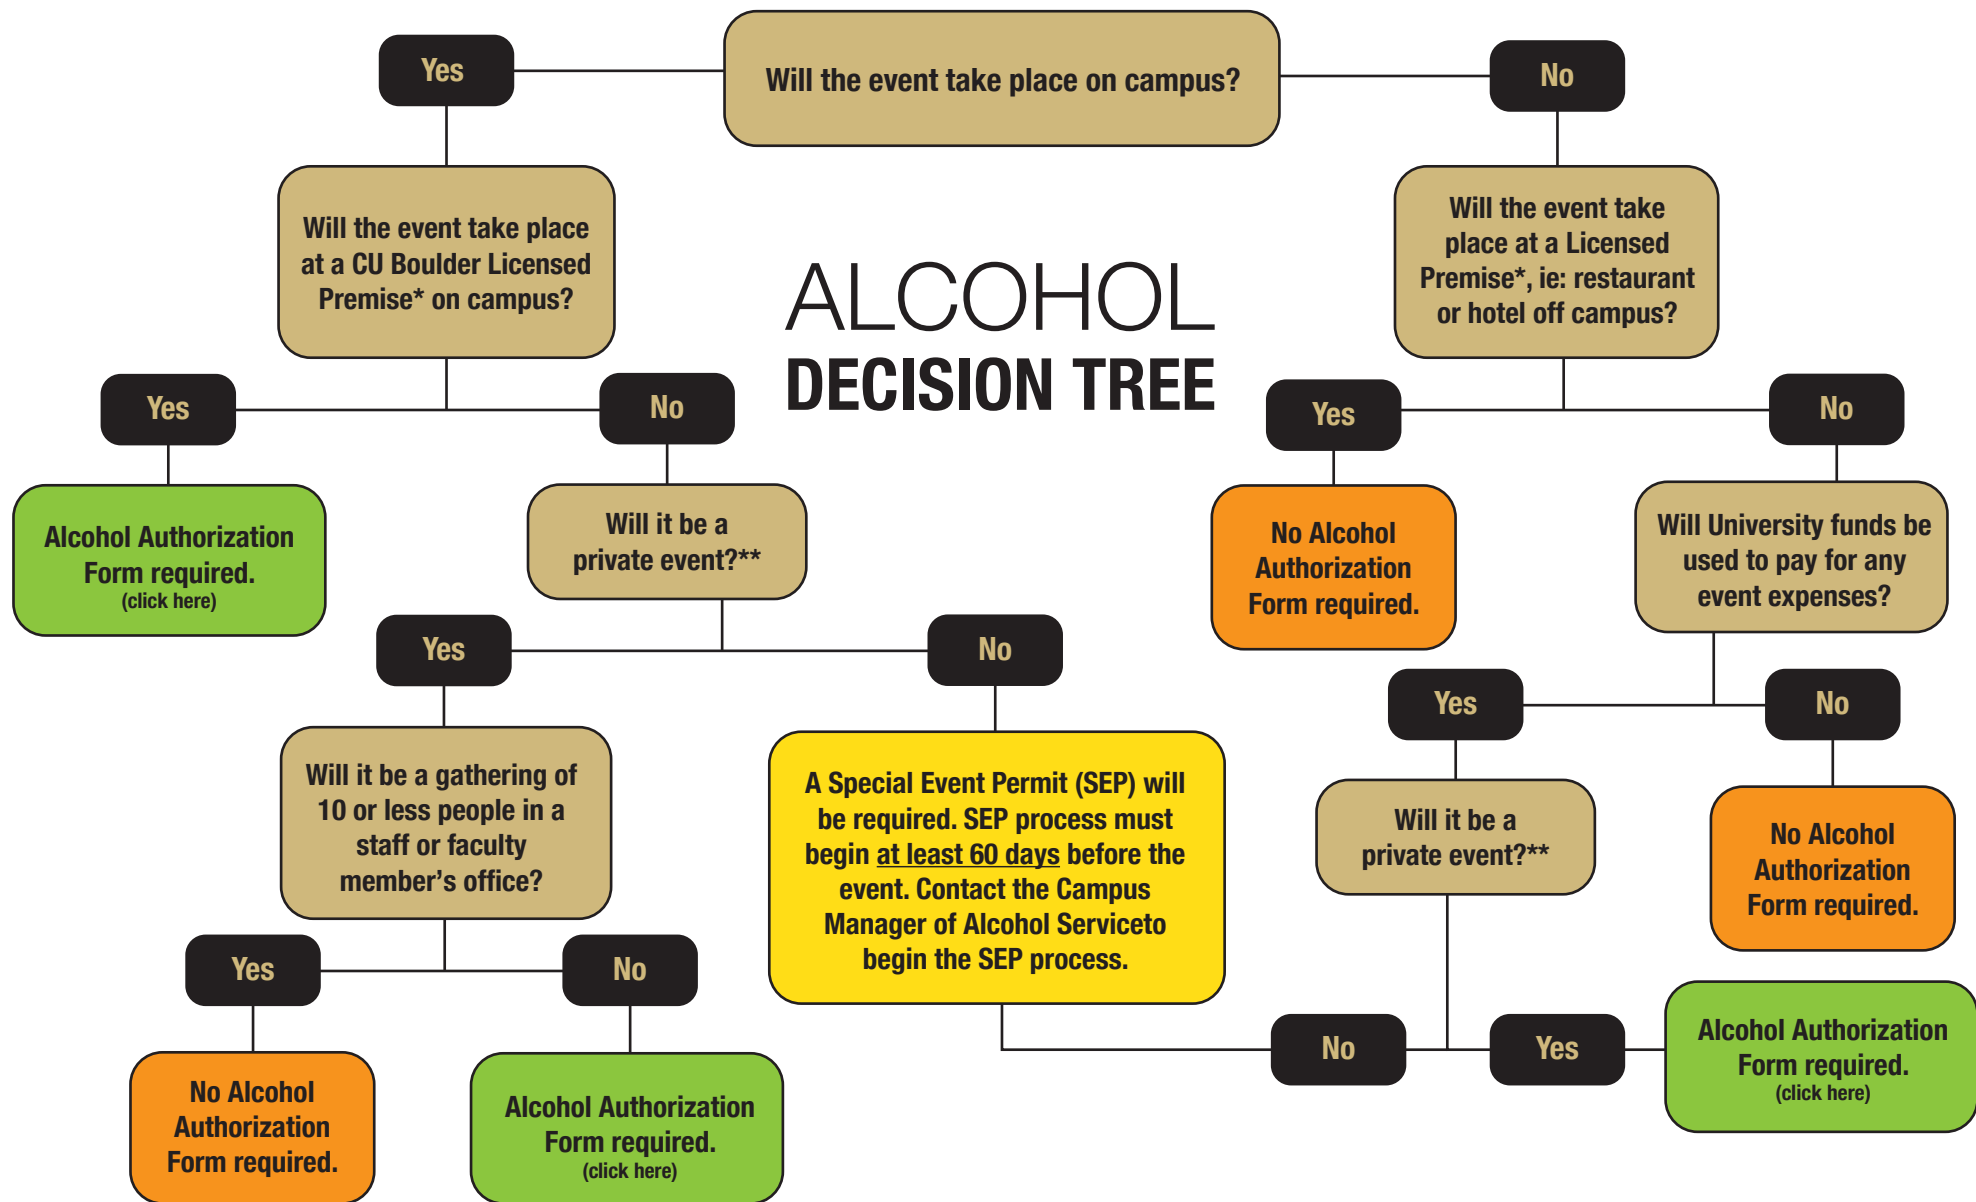 Will the event take place on campus?
Yes
No
Will the event take place
at a CU Boulder Licensed
Premise* on campus?
Will the event take
place at a Licensed
Premise*, ie: restaurant
or hotel off campus?
ALCOHOL
DECISION TREE
Yes
No
Yes
No
Alcohol Authorization
Form required.
(click here)
Will it be a
private event?**
No Alcohol
Authorization
Form required.
Will University funds be
used to pay for any
event expenses?
Yes
No
Yes
No
Will it be a gathering of
10 or less people in a
staff or faculty
member’s office?
A Special Event Permit (SEP) will
be required. SEP process must
begin at least 60 days before the
event. Contact the Campus
Manager of Alcohol Serviceto
begin the SEP process.
Will it be a
private event?**
No Alcohol
Authorization
Form required.
Yes
No
No
Yes
Alcohol Authorization
Form required.
(click here)
No Alcohol
Authorization
Form required.
Alcohol Authorization
Form required.
(click here)